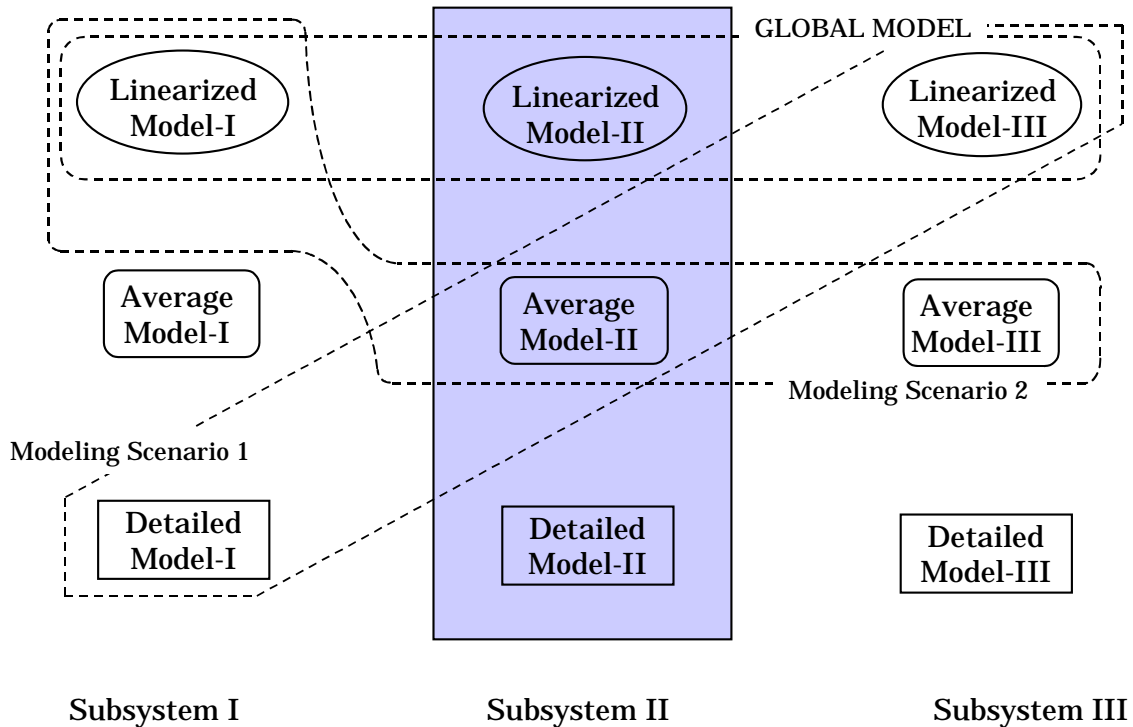 GLOBAL MODEL
Linearized
Model-I
Linearized
Model-II
Linearized
Model-III
Average
Model-I
Average
Model-II
Average
Model-III
Modeling Scenario 2
Modeling Scenario 1
Detailed
Model-I
Detailed
Model-II
Detailed
Model-III
Subsystem I
Subsystem II
Subsystem III